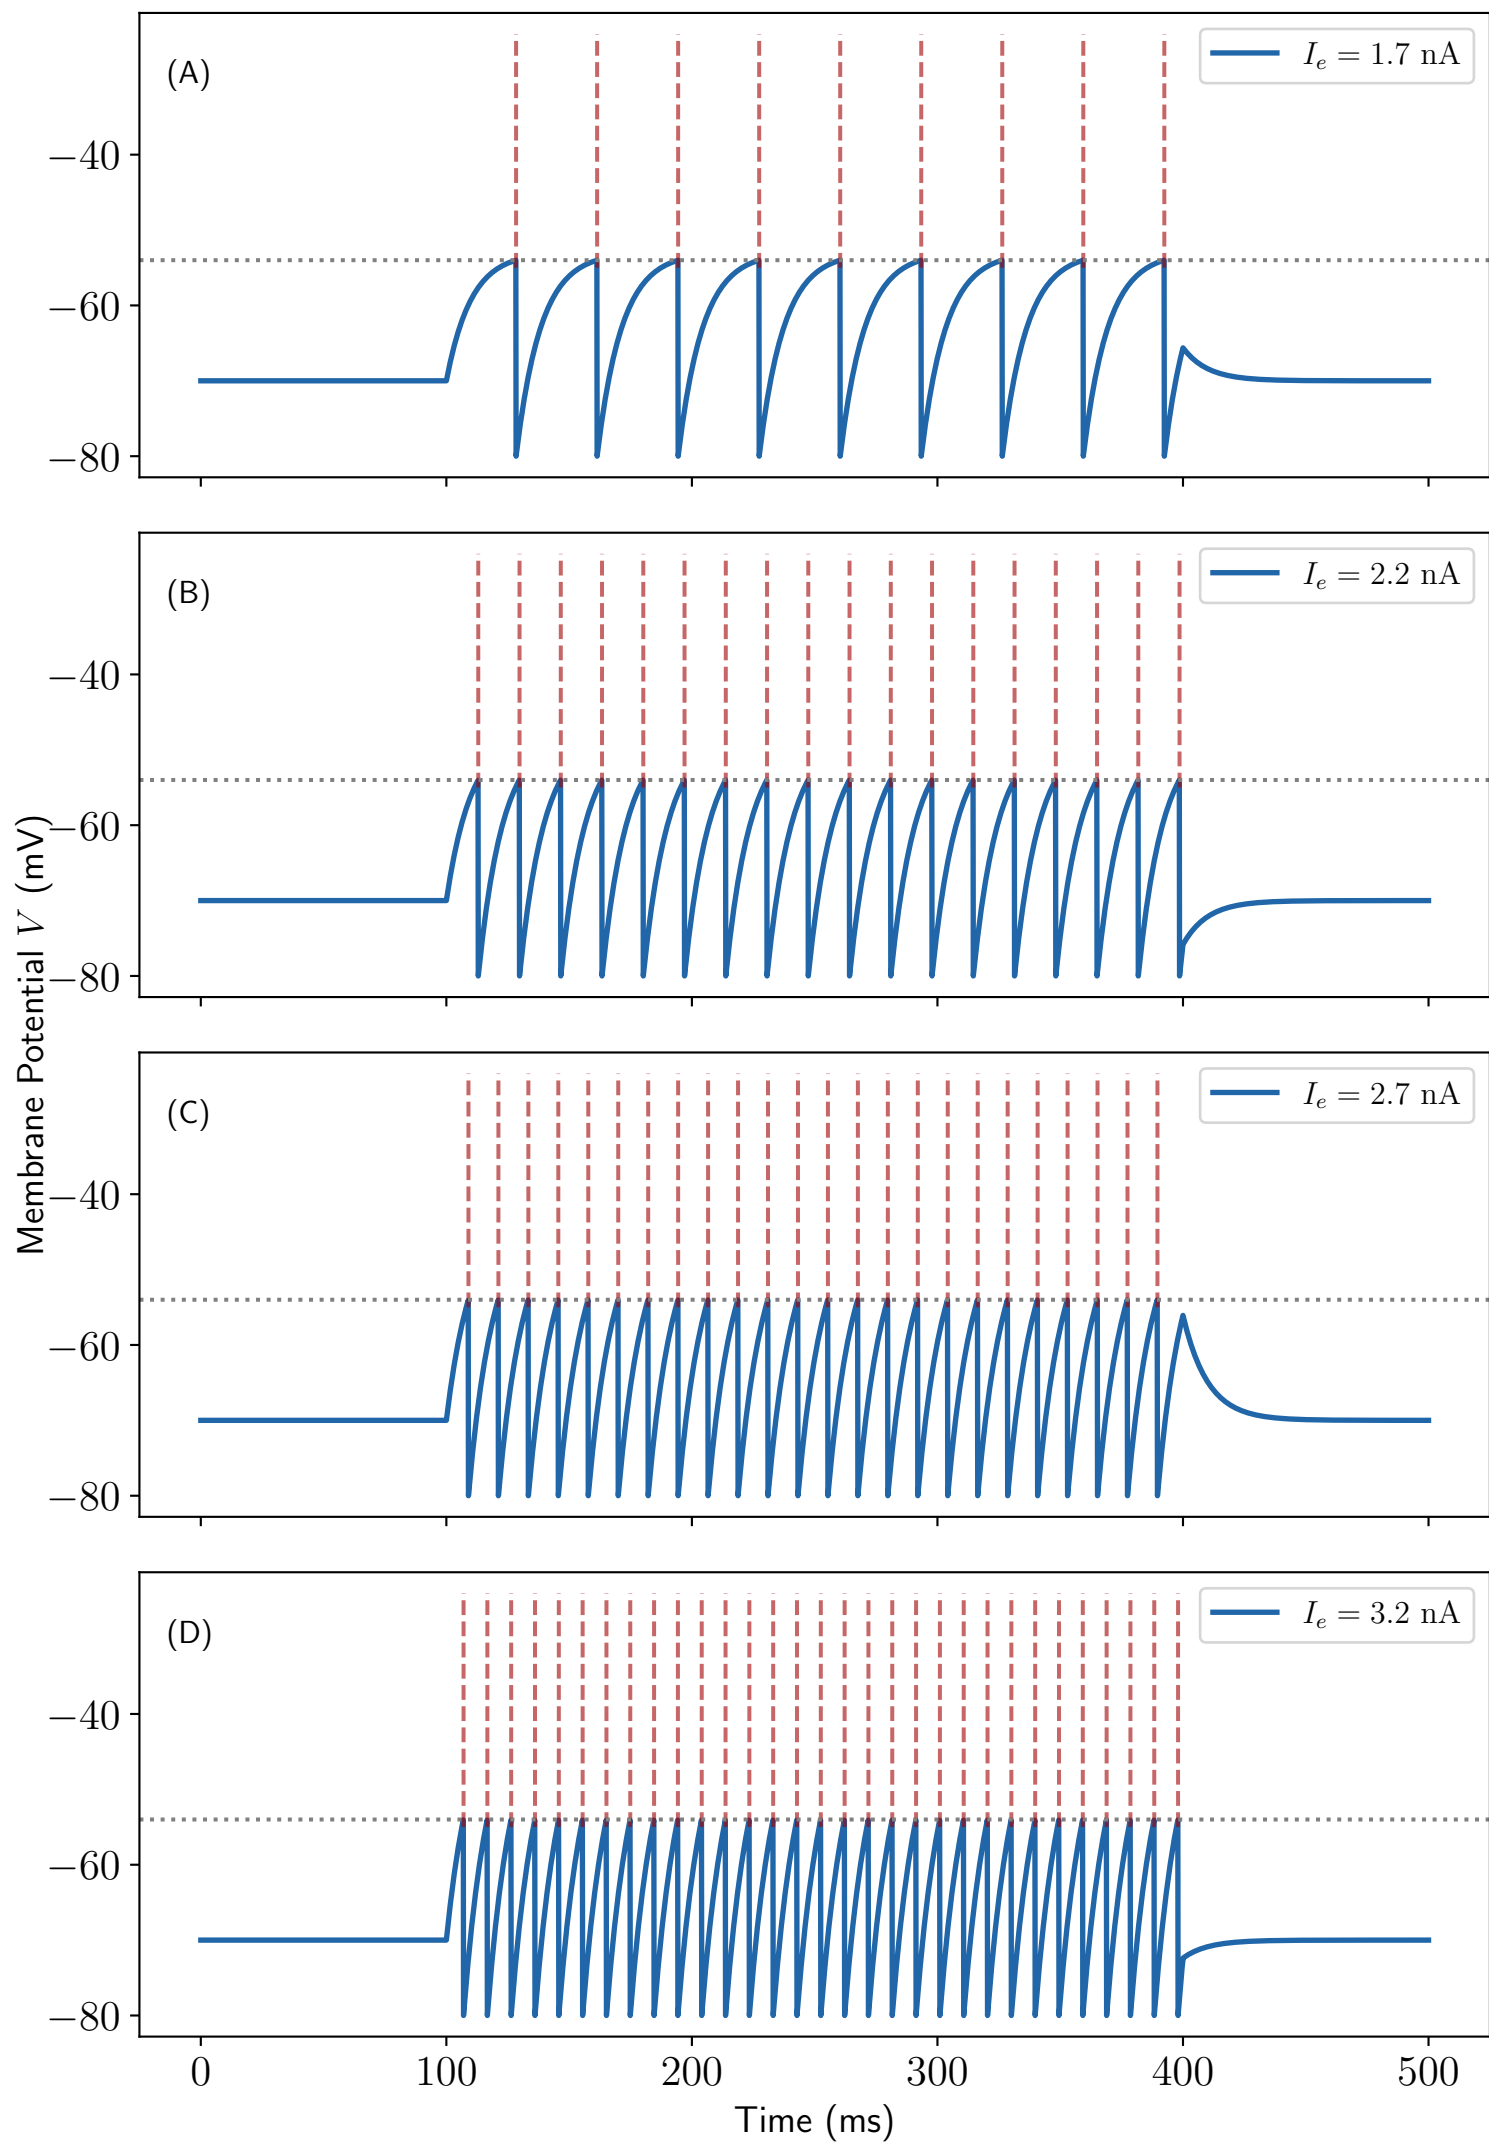 (A)
I_e = 1.7 nA
−40
−60
−80
(B)
I_e = 2.2 nA
−40
−60
−80
(C)
I_e = 2.7 nA
−40
−60
−80
(D)
I_e = 3.2 nA
−40
−60
−80
Membrane Potential V (mV)
0 100 200 300 400 500
Time (ms)